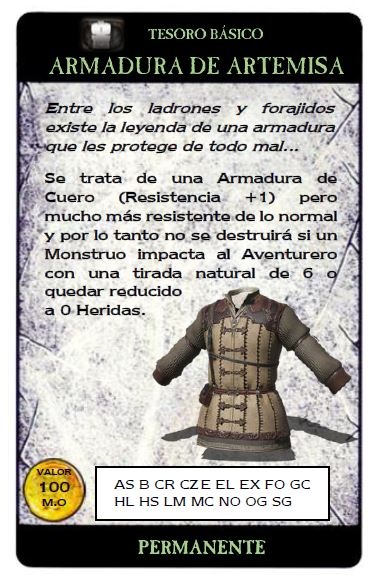 TESORO BÁSICO
ARMADURA DE ARTEMISA
Entre los ladrones y forajidos
existe la leyenda de una armadura
que les protege de todo mal...
Se trata de una Armadura de
Cuero (Resistencia +1) pero
mucho más resistente de lo normal
y por lo tanto no se destruirá si un
Monstruo impacta al Aventurero
con una tirada natural de 6 o
quedar reducido
a 0 Heridas.
VALOR
100
M.O
AS B CR CZ E EL EX FO GC
HL HS LM MC NO OG SG
PERMANENTE